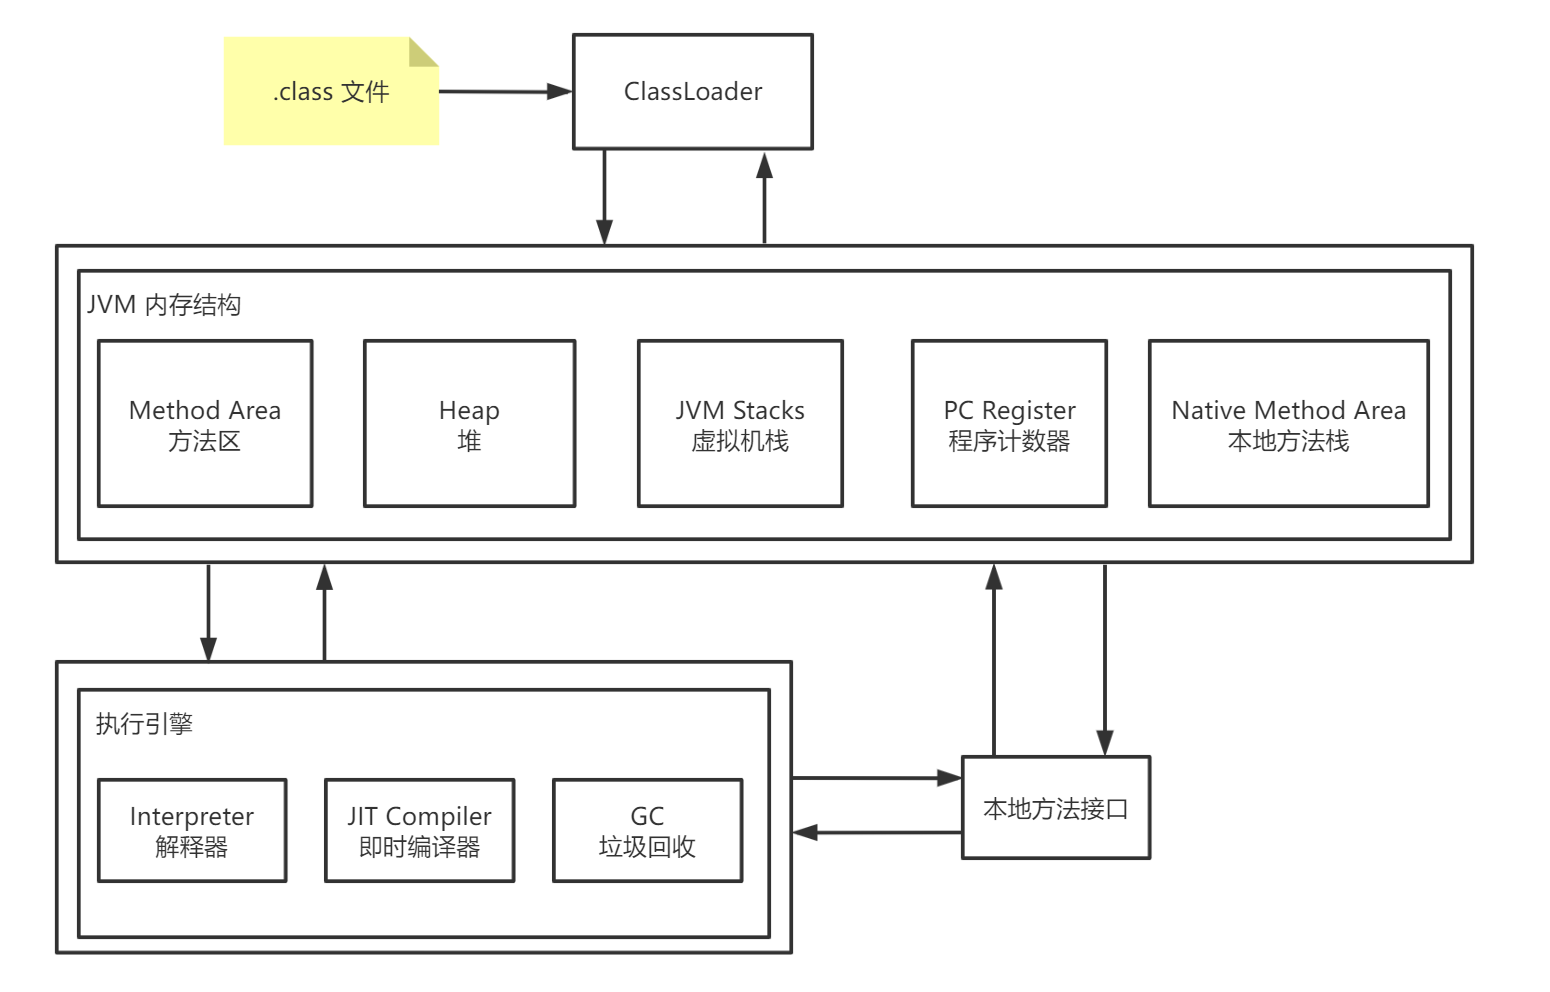 .class 文件
ClassLoader
JVM 内存结构
Method Area
方法区
Heap
堆
JVM Stacks
虚拟机栈
PC Register
程序计数器
Native Method Area
本地方法栈
执行引擎
Interpreter
解释器
JIT Compiler
即时编译器
GC
垃圾回收
本地方法接口